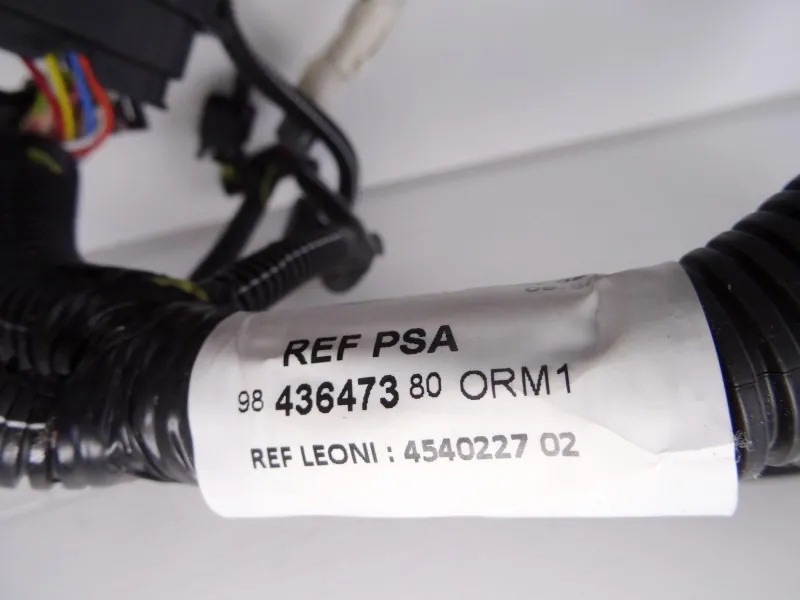 REF PSA
98 436473 80 ORM1
REF LEONI : 4540227 02